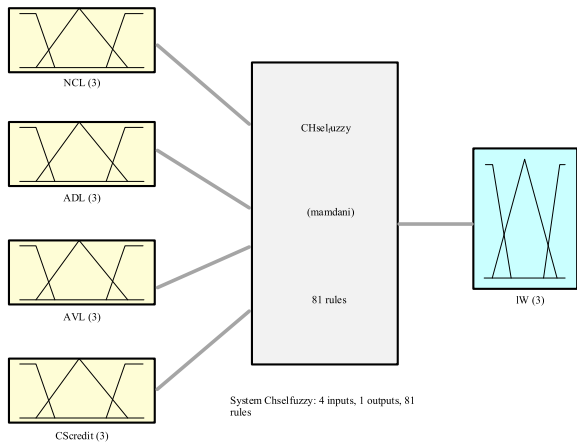 NCL (3)
ADL (3)
AVL (3)
CScredit (3)
CHselfuzzy
(mamdani)
81 rules
IW (3)
System Chselfuzzy: 4 inputs, 1 outputs, 81
rules